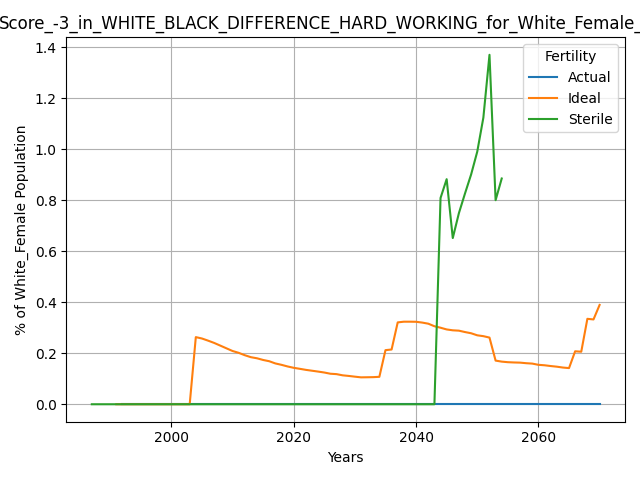 Score_-3_in_WHITE_BLACK_DIFFERENCE_HARD_WORKING_for_White_Female_
1.4
1.2
1.0
0.8
0.6
0.4
0.2
0.0
% of White_Female Population
Fertility
Actual
Ideal
Sterile
2000
2020
2040
2060
Years